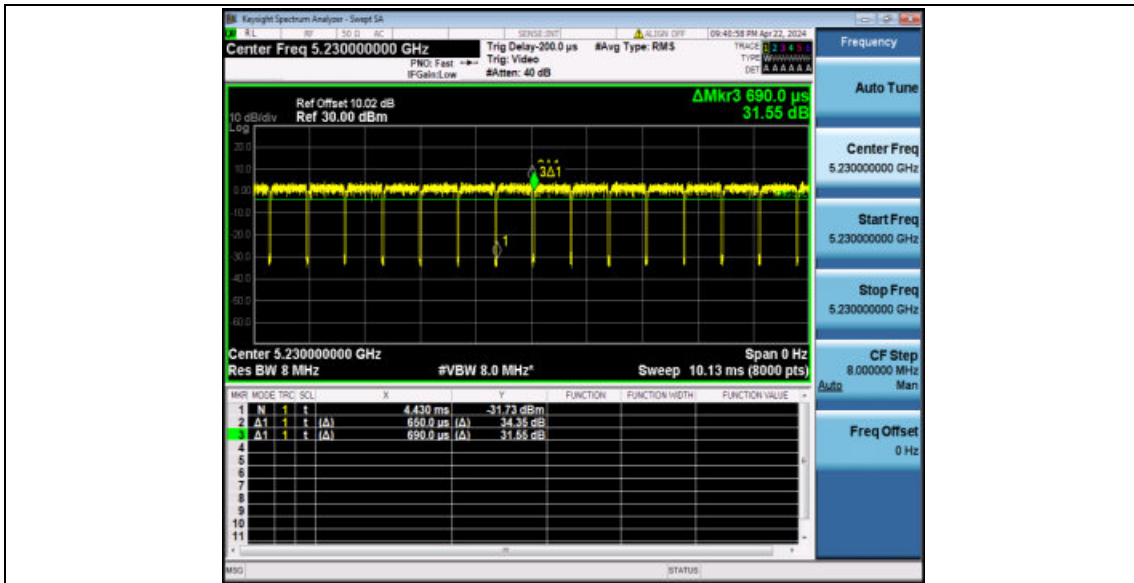 Keysight Spectrum Analyzer - Swept SA
RL RF 50 Ω AC SENSE:INT ALIGN OFF 09:40:58 PM Apr 22, 2024
Center Freq 5.230000000 GHz
PNO: Fast
IFGain:Low
Trig Delay-200.0 µs
Trig: Video
#Atten: 40 dB
#Avg Type: RMS
TRACE 1 2 3 4 5 6
TYPE
DET A A A A A A
ΔMkr3 690.0 µs
31.55 dB
Ref Offset 10.02 dB
10 dB/div Ref 30.00 dBm
Log
20.0
10.0
0.00
-10.0
-20.0
-30.0
-40.0
-50.0
-60.0
3Δ1
1
Center 5.230000000 GHz Span 0 Hz
Res BW 8 MHz #VBW 8.0 MHz* Sweep 10.13 ms (8000 pts)
MKR MODE TRC SCL X Y FUNCTION FUNCTION WIDTH FUNCTION VALUE
1 N 1 t 4.430 ms -31.73 dBm
2 Δ1 1 t (Δ) 650.0 µs (Δ) 34.35 dB
3 Δ1 1 t (Δ) 690.0 µs (Δ) 31.55 dB
4
5
6
7
8
9
10
11
MSG STATUS
Frequency
Auto Tune
Center Freq
5.230000000 GHz
Start Freq
5.230000000 GHz
Stop Freq
5.230000000 GHz
CF Step
8.000000 MHz
Auto Man
Freq Offset
0 Hz